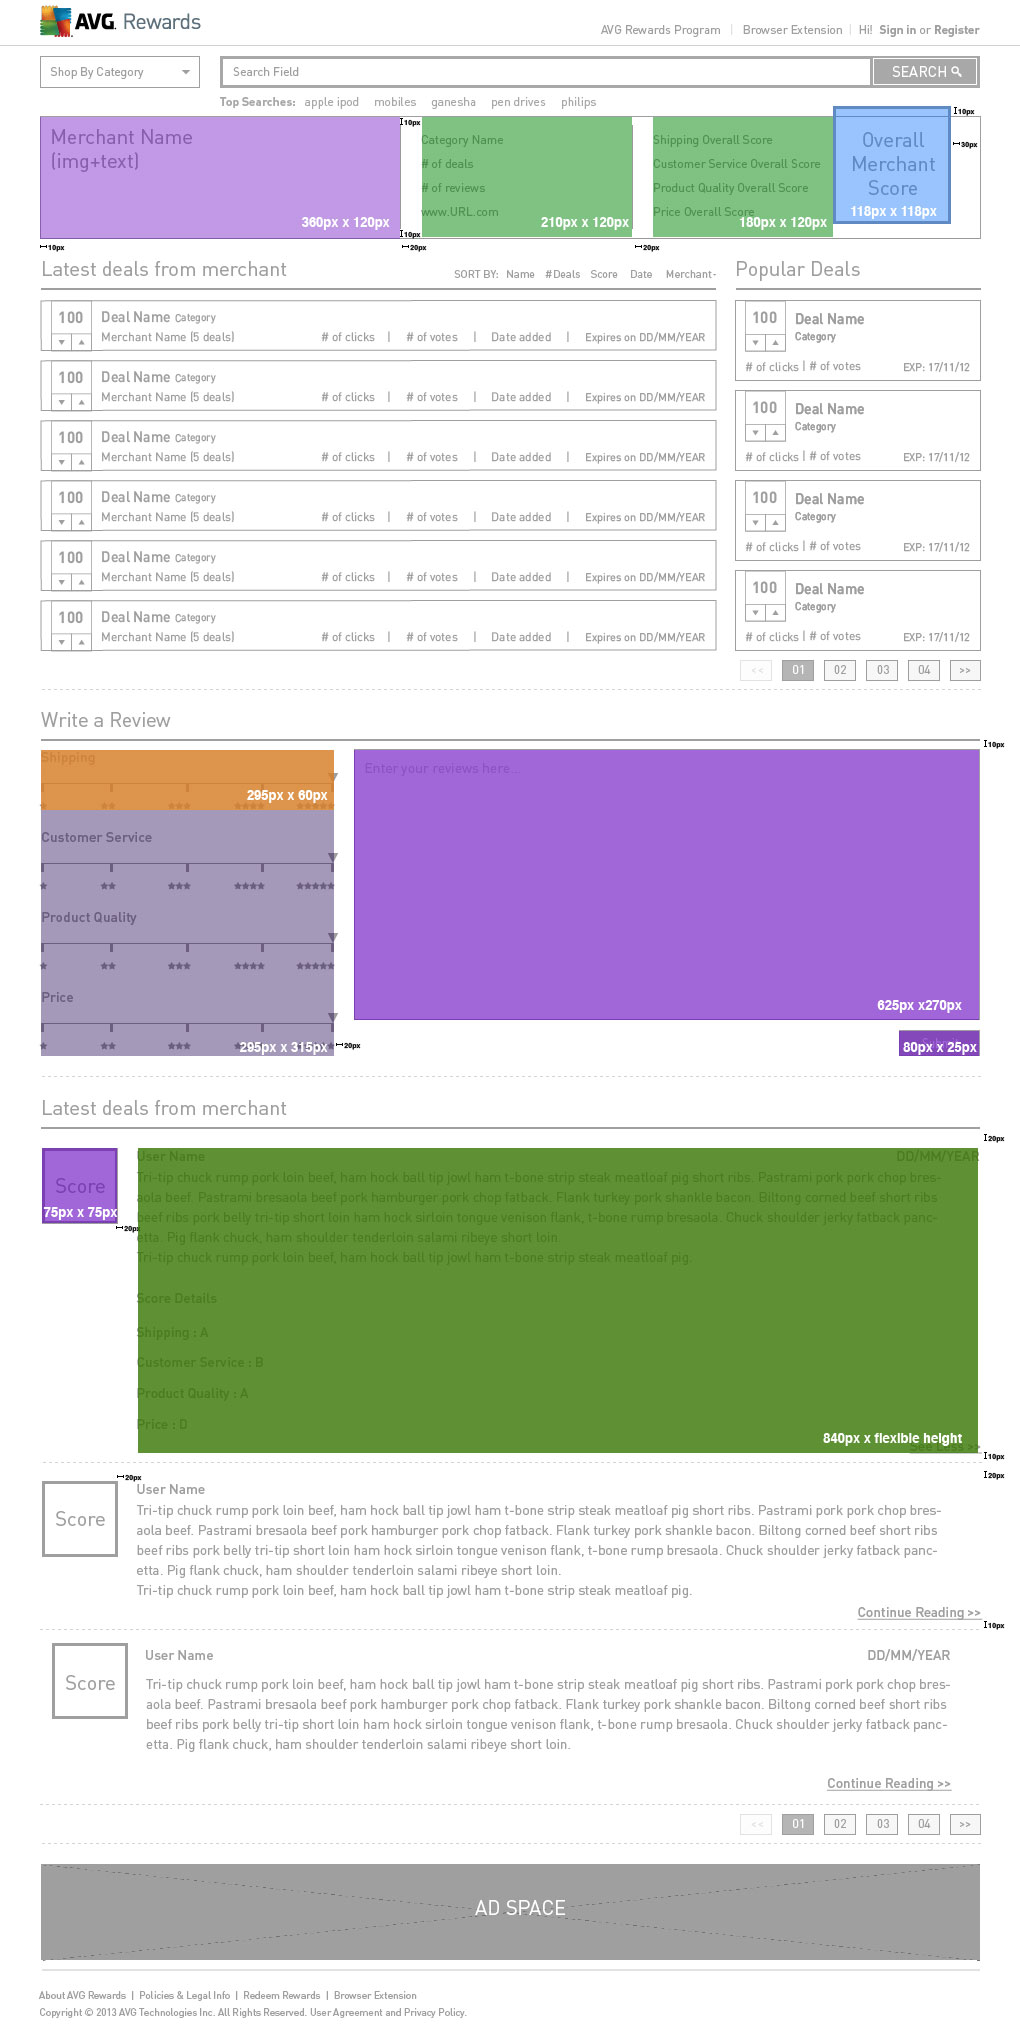 AVG. Rewards
AVG Rewards Program | Browser Extension | Hi! Sign in or Register
Shop By Category
Search Field
SEARCH
Top Searches: apple ipod mobiles ganesha pen drives philips
10px
Merchant Name
(img+text)
360px x 120px
10px
10px
10px
Category Name
# of deals
# of reviews
www.URL.com
210px x 120px
20px
Shipping Overall Score
Customer Service Overall Score
Product Quality Overall Score
Price Overall Score
180px x 120px
20px
Overall
Merchant
Score
118px x 118px
30px
Latest deals from merchant
SORT BY: Name #Deals Score Date Merchant-
100
Deal Name Category
Merchant Name (5 deals) # of clicks | # of votes | Date added | Expires on DD/MM/YEAR
100
Deal Name Category
Merchant Name (5 deals) # of clicks | # of votes | Date added | Expires on DD/MM/YEAR
100
Deal Name Category
Merchant Name (5 deals) # of clicks | # of votes | Date added | Expires on DD/MM/YEAR
100
Deal Name Category
Merchant Name (5 deals) # of clicks | # of votes | Date added | Expires on DD/MM/YEAR
100
Deal Name Category
Merchant Name (5 deals) # of clicks | # of votes | Date added | Expires on DD/MM/YEAR
100
Deal Name Category
Merchant Name (5 deals) # of clicks | # of votes | Date added | Expires on DD/MM/YEAR
Popular Deals
100
Deal Name
Category
# of clicks | # of votes EXP: 17/11/12
100
Deal Name
Category
# of clicks | # of votes EXP: 17/11/12
100
Deal Name
Category
# of clicks | # of votes EXP: 17/11/12
100
Deal Name
Category
# of clicks | # of votes EXP: 17/11/12
<< 01 02 03 04 >>
Write a Review
10px
Shipping
295px x 60px
Customer Service
Product Quality
Price
295px x 315px
20px
Enter your reviews here...
625px x270px
80px x 25px
Latest deals from merchant
20px
Score
75px x 75px
20px
User Name DD/MM/YEAR
Tri-tip chuck rump pork loin beef, ham hock ball tip jowl ham t-bone strip steak meatloaf pig short ribs. Pastrami pork pork chop bres-
aola beef. Pastrami bresaola beef pork hamburger pork chop fatback. Flank turkey pork shankle bacon. Biltong corned beef short ribs
beef ribs pork belly tri-tip short loin ham hock sirloin tongue venison flank, t-bone rump bresaola. Chuck shoulder jerky fatback panc-
etta. Pig flank chuck, ham shoulder tenderloin salami ribeye short loin.
Tri-tip chuck rump pork loin beef, ham hock ball tip jowl ham t-bone strip steak meatloaf pig.
Score Details
Shipping : A
Customer Service : B
Product Quality : A
Price : D
840px x flexible height
See Less >>
10px
20px
20px
Score
User Name
Tri-tip chuck rump pork loin beef, ham hock ball tip jowl ham t-bone strip steak meatloaf pig short ribs. Pastrami pork pork chop bres-
aola beef. Pastrami bresaola beef pork hamburger pork chop fatback. Flank turkey pork shankle bacon. Biltong corned beef short ribs
beef ribs pork belly tri-tip short loin ham hock sirloin tongue venison flank, t-bone rump bresaola. Chuck shoulder jerky fatback panc-
etta. Pig flank chuck, ham shoulder tenderloin salami ribeye short loin.
Tri-tip chuck rump pork loin beef, ham hock ball tip jowl ham t-bone strip steak meatloaf pig.
Continue Reading >>
10px
Score
User Name DD/MM/YEAR
Tri-tip chuck rump pork loin beef, ham hock ball tip jowl ham t-bone strip steak meatloaf pig short ribs. Pastrami pork pork chop bres-
aola beef. Pastrami bresaola beef pork hamburger pork chop fatback. Flank turkey pork shankle bacon. Biltong corned beef short ribs
beef ribs pork belly tri-tip short loin ham hock sirloin tongue venison flank, t-bone rump bresaola. Chuck shoulder jerky fatback panc-
etta. Pig flank chuck, ham shoulder tenderloin salami ribeye short loin.
Continue Reading >>
<< 01 02 03 04 >>
AD SPACE
About AVG Rewards | Policies & Legal Info | Redeem Rewards | Browser Extension
Copyright © 2013 AVG Technologies Inc. All Rights Reserved. User Agreement and Privacy Policy.